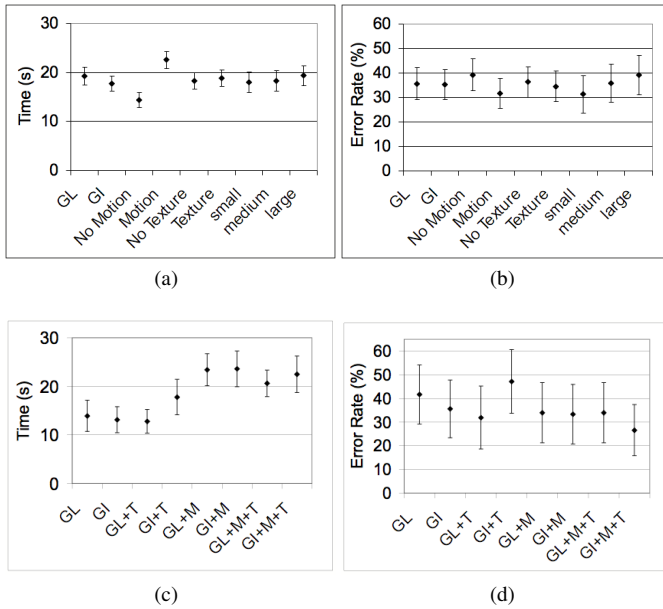 Time (s)
30
20
10
0
GL
GI
No Motion
Motion
No Texture
Texture
small
medium
large
(a)
Error Rate (%)
60
50
40
30
20
10
0
GL
GI
No Motion
Motion
No Texture
Texture
small
medium
large
(b)
Time (s)
30
20
10
0
GL
GI
GL+T
GI+T
GL+M
GI+M
GL+M+T
GI+M+T
(c)
Error Rate (%)
60
50
40
30
20
10
0
GL
GI
GL+T
GI+T
GL+M
GI+M
GL+M+T
GI+M+T
(d)